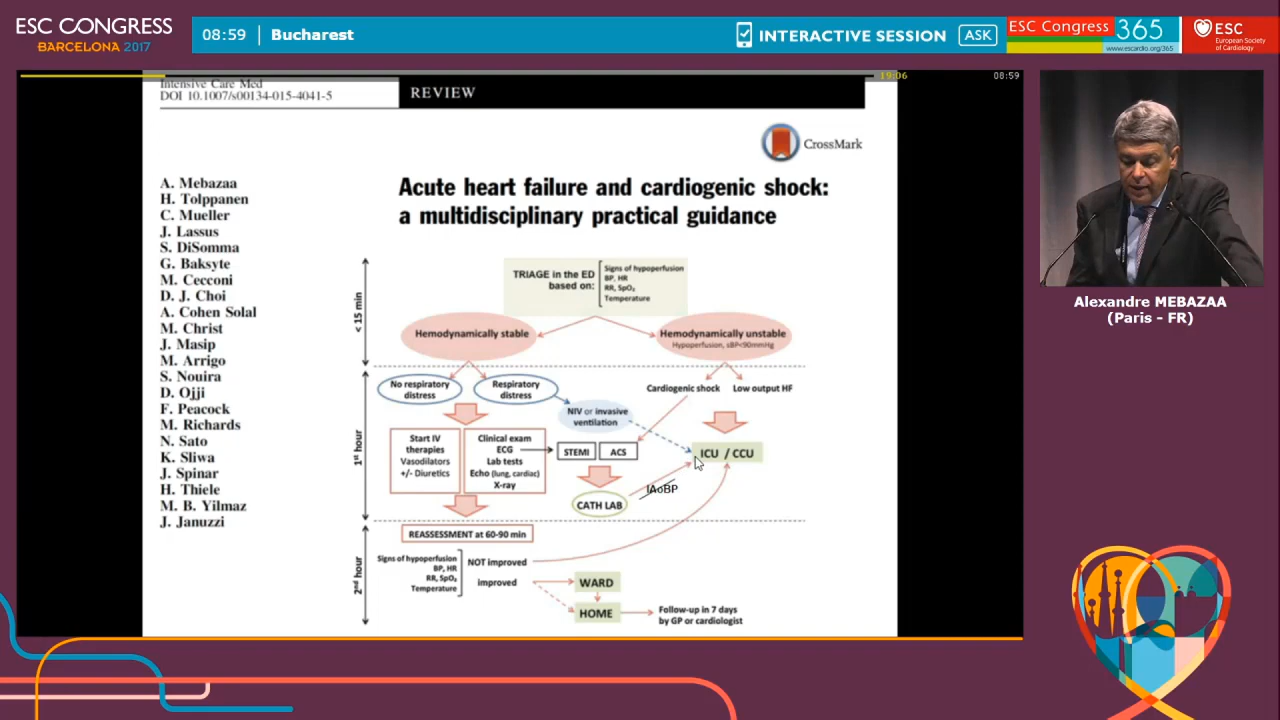 ESC CONGRESS
BARCELONA 2017
08:59 | Bucharest
INTERACTIVE SESSION ASK
ESC Congress 365
www.escardio.org/365
ESC
European Society
of Cardiology
19:06
08:59
Intensive Care Med
DOI 10.1007/s00134-015-4041-5
REVIEW
CrossMark
A. Mebazaa
H. Tolppanen
C. Mueller
J. Lassus
S. DiSomma
G. Baksyte
M. Cecconi
D. J. Choi
A. Cohen Solal
M. Christ
J. Masip
M. Arrigo
S. Nouira
D. Ojji
F. Peacock
M. Richards
N. Sato
K. Sliwa
J. Spinar
H. Thiele
M. B. Yilmaz
J. Januzzi
Acute heart failure and cardiogenic shock:
a multidisciplinary practical guidance
< 15 min
TRIAGE in the ED
based on:
Signs of hypoperfusion
BP, HR
RR, SpO₂
Temperature
Hemodynamically stable
Hemodynamically unstable
Hypoperfusion, sBP<90mmHg
1st hour
No respiratory
distress
Respiratory
distress
Cardiogenic shock
Low output HF
NIV or invasive
ventilation
Start IV
therapies
Vasodilators
+/- Diuretics
Clinical exam
ECG
Lab tests
Echo (lung, cardiac)
X-ray
STEMI
ACS
ICU / CCU
IAoBP
CATH LAB
2nd hour
REASSESSMENT at 60-90 min
Signs of hypoperfusion
BP, HR
RR, SpO₂
Temperature
NOT improved
improved
WARD
HOME
Follow-up in 7 days
by GP or cardiologist
Alexandre MEBAZAA
(Paris - FR)